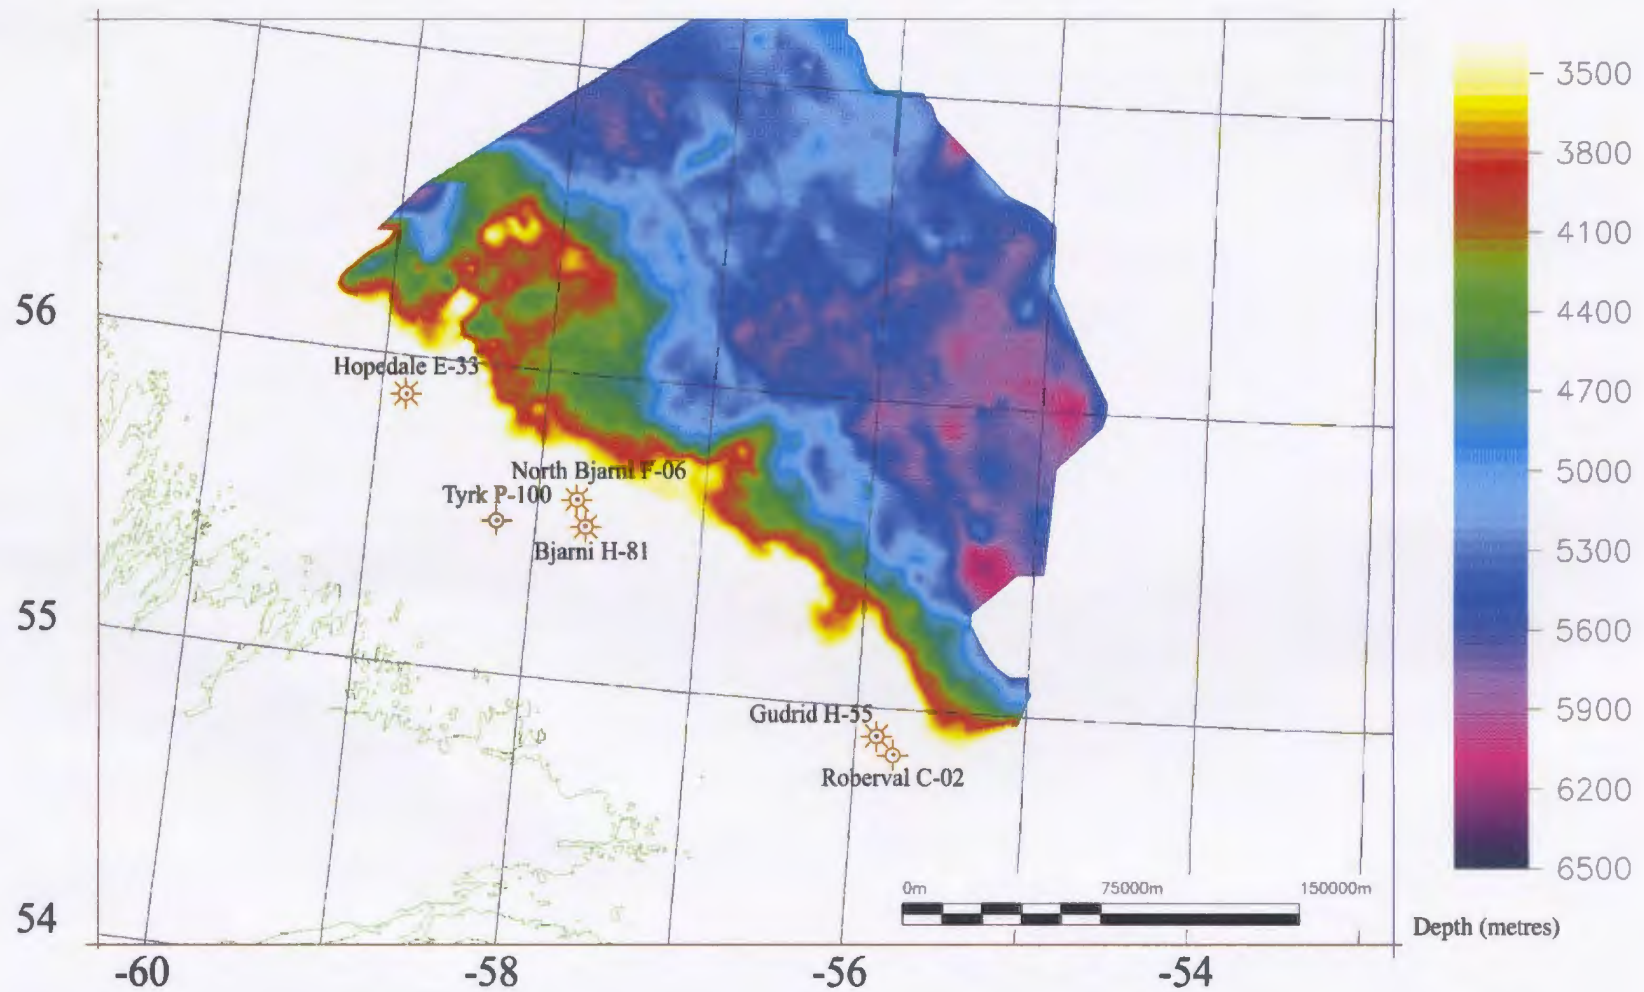 3500
3800
4100
4400
4700
5000
5300
5600
5900
6200
6500
Depth (metres)
56
55
54
Hopedale E-33
North Bjarni F-06
Tyrk P-100
Bjarni H-81
Gudrid H-55
Roberval C-02
0m 75000m 150000m
-60 -58 -56 -54